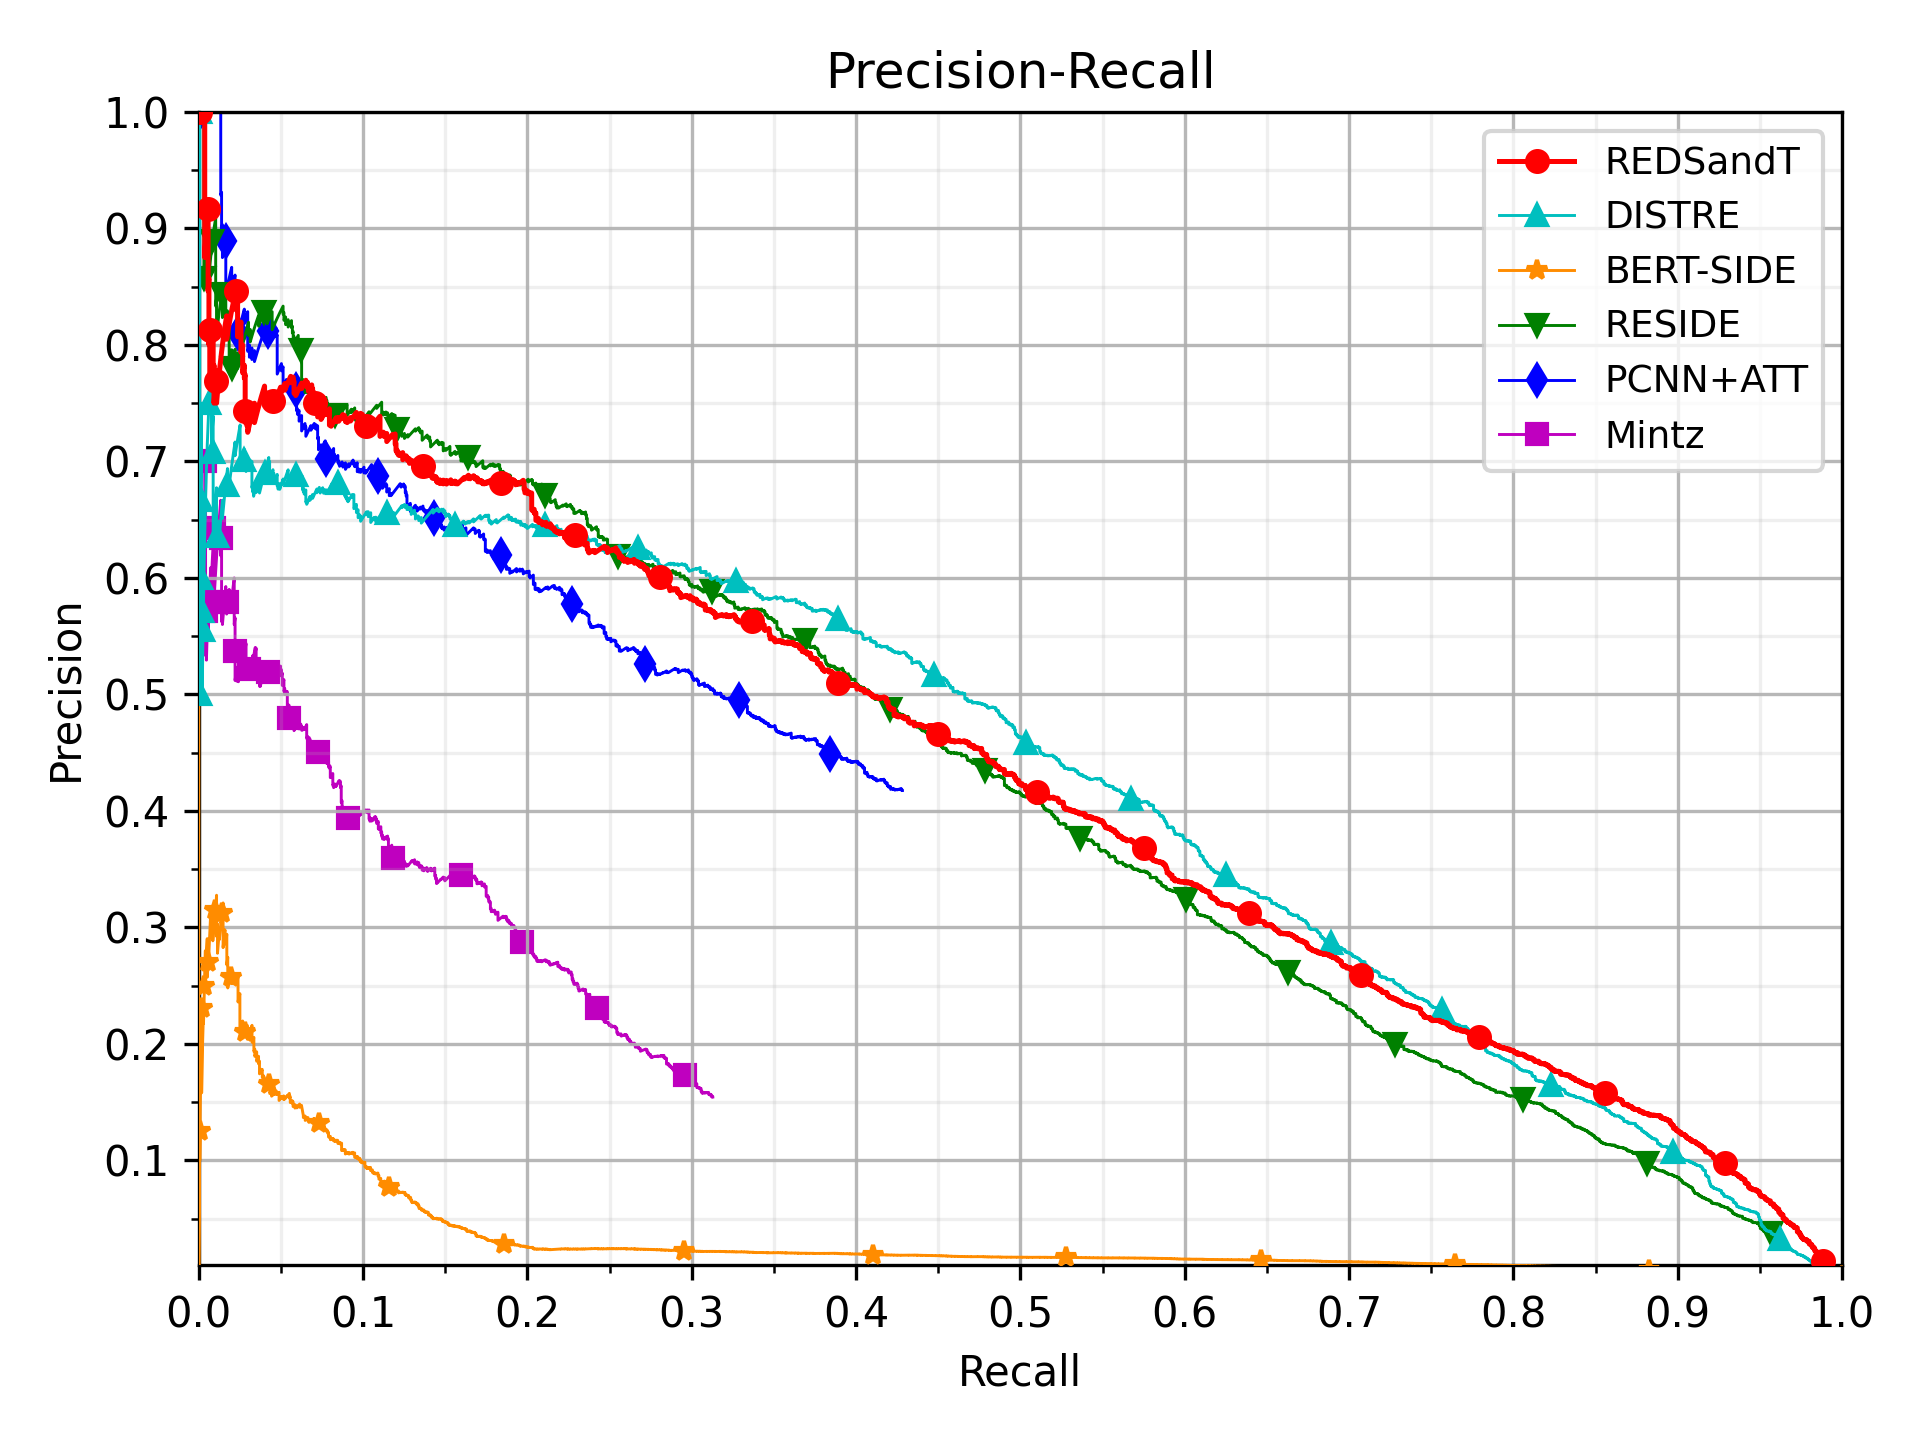 Precision-Recall
1.0
0.9
0.8
0.7
0.6
0.5
0.4
0.3
0.2
0.1
Precision
REDSandT
DISTRE
BERT-SIDE
RESIDE
PCNN+ATT
Mintz
0.0 0.1 0.2 0.3 0.4 0.5 0.6 0.7 0.8 0.9 1.0
Recall